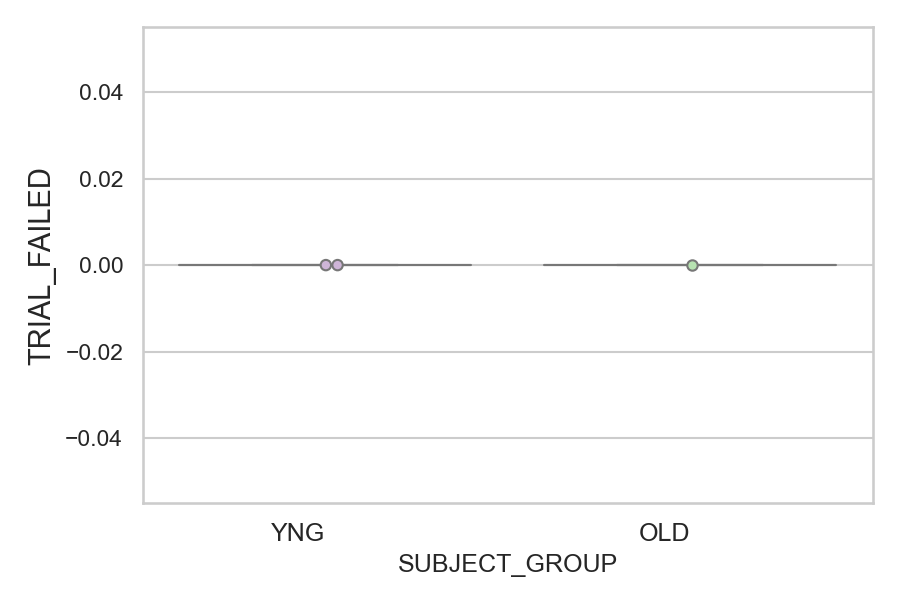 TRIAL_FAILED
0.04
0.02
0.00
−0.02
−0.04
YNG OLD
SUBJECT_GROUP